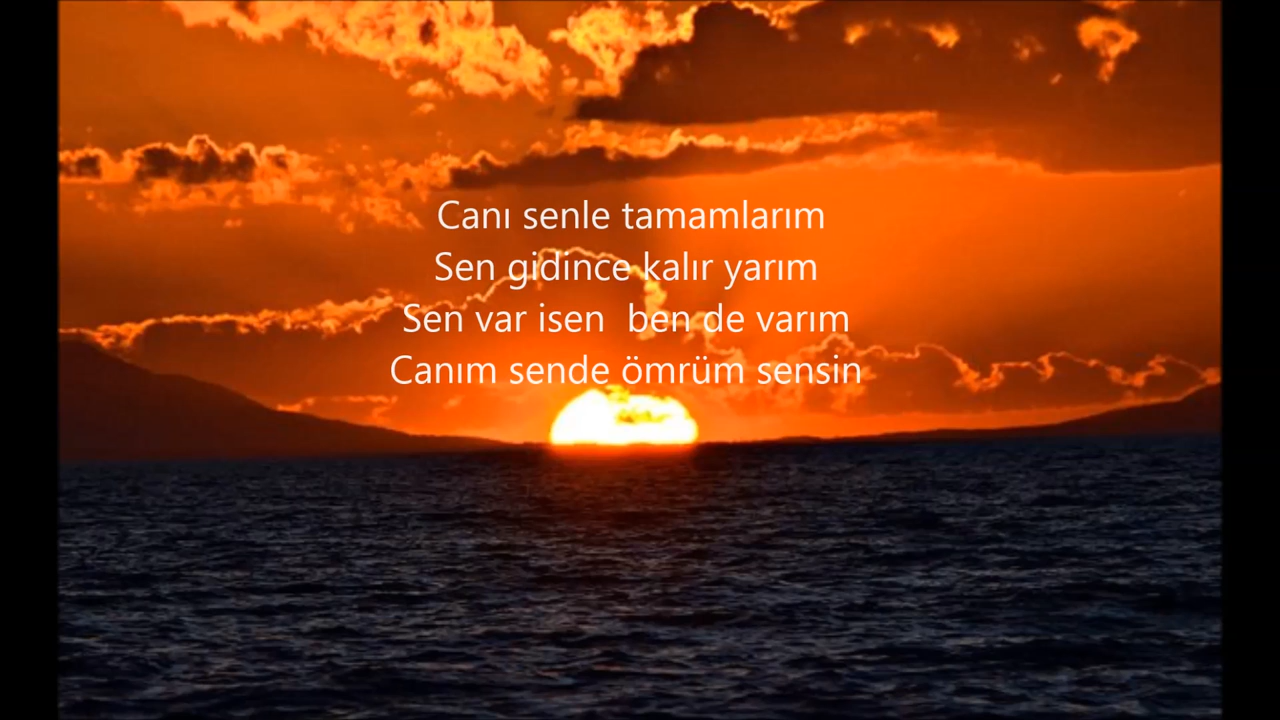 Canı senle tamamlarım
Sen gidince kalır yarım
Sen var isen  ben de varım
Canım sende ömrüm sensin